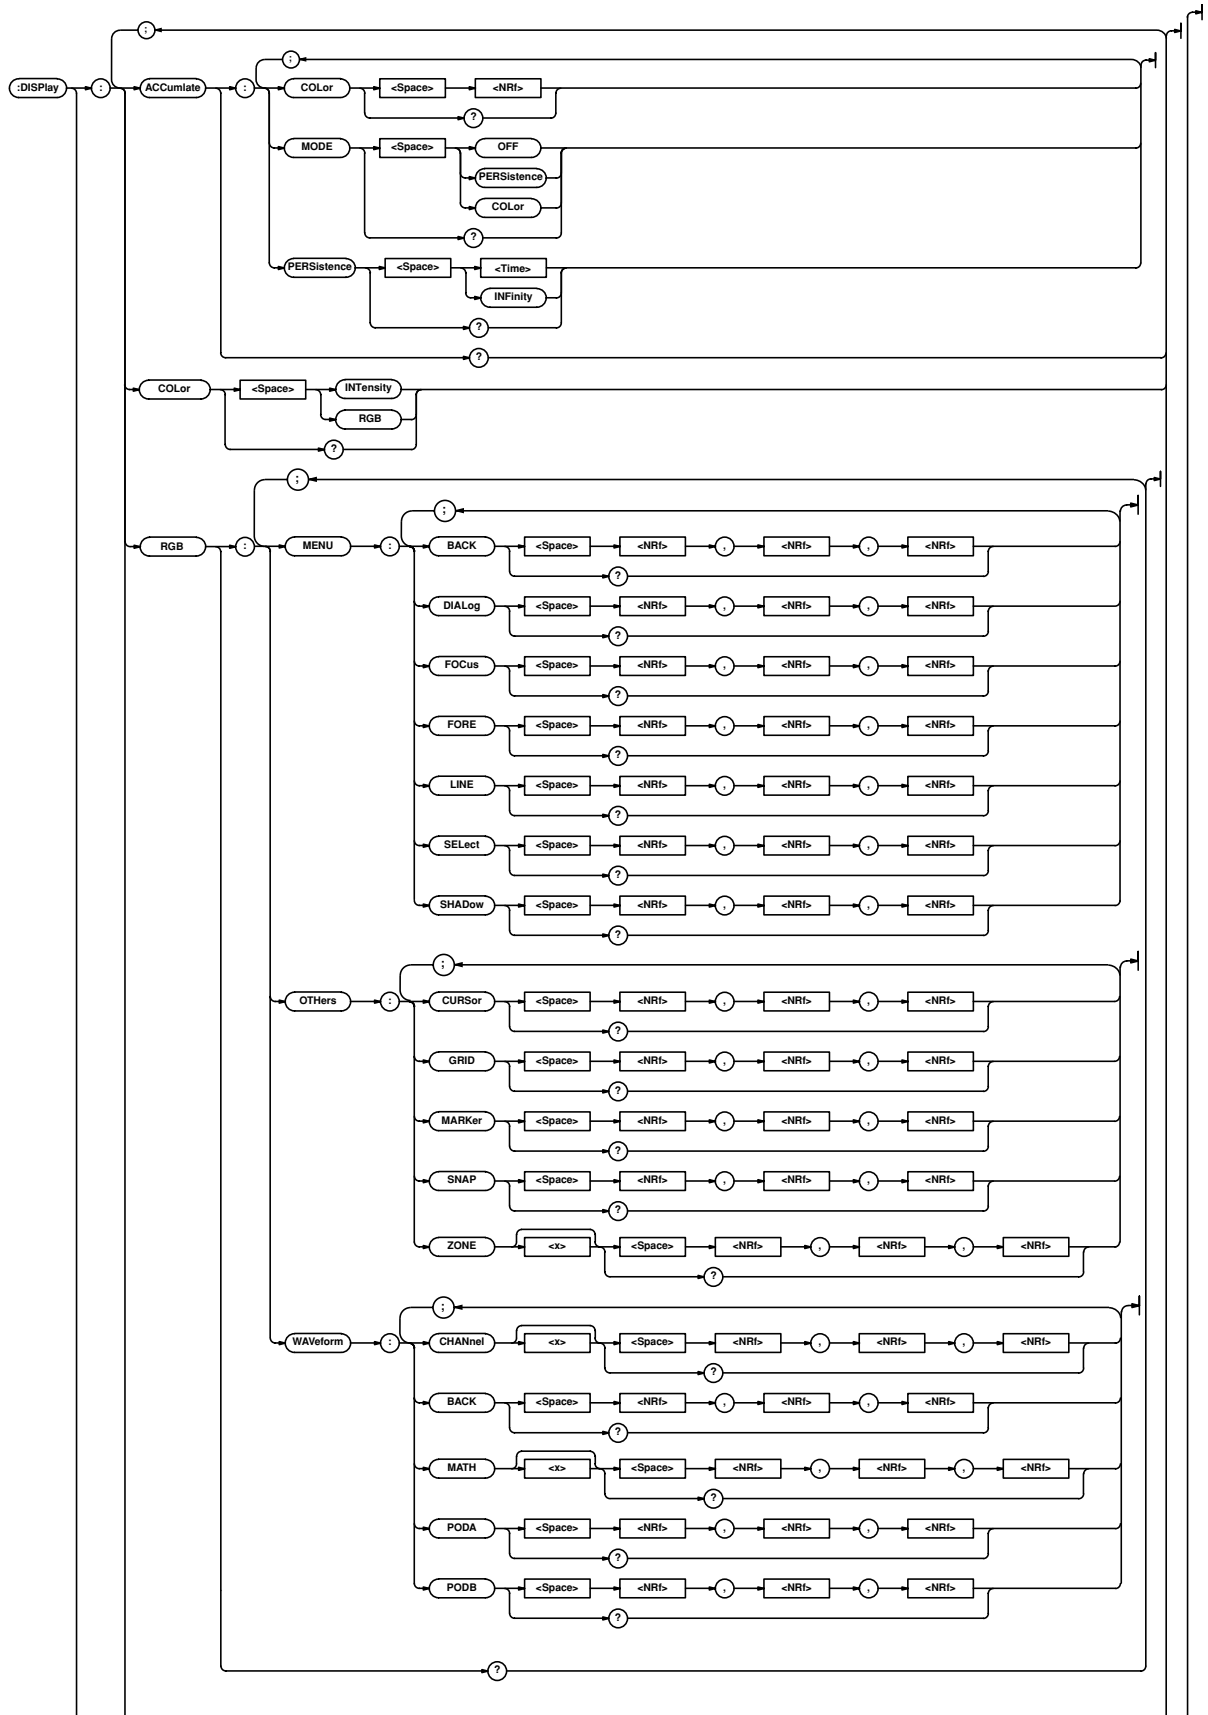 ;
;
:DISPlay : ACCumlate : COLor <Space> <NRf>
?
MODE <Space> OFF
PERSistence
COLor
?
PERSistence <Space> <Time>
INFinity
?
?
COLor <Space> INTensity
RGB
?
;
;
RGB : MENU : BACK <Space> <NRf> , <NRf> , <NRf>
?
DIALog <Space> <NRf> , <NRf> , <NRf>
?
FOCus <Space> <NRf> , <NRf> , <NRf>
?
FORE <Space> <NRf> , <NRf> , <NRf>
?
LINE <Space> <NRf> , <NRf> , <NRf>
?
SELect <Space> <NRf> , <NRf> , <NRf>
?
SHADow <Space> <NRf> , <NRf> , <NRf>
?
;
OTHers : CURSor <Space> <NRf> , <NRf> , <NRf>
?
GRID <Space> <NRf> , <NRf> , <NRf>
?
MARKer <Space> <NRf> , <NRf> , <NRf>
?
SNAP <Space> <NRf> , <NRf> , <NRf>
?
ZONE <x> <Space> <NRf> , <NRf> , <NRf>
?
;
WAVeform : CHANnel <x> <Space> <NRf> , <NRf> , <NRf>
?
BACK <Space> <NRf> , <NRf> , <NRf>
?
MATH <x> <Space> <NRf> , <NRf> , <NRf>
?
PODA <Space> <NRf> , <NRf> , <NRf>
?
PODB <Space> <NRf> , <NRf> , <NRf>
?
?